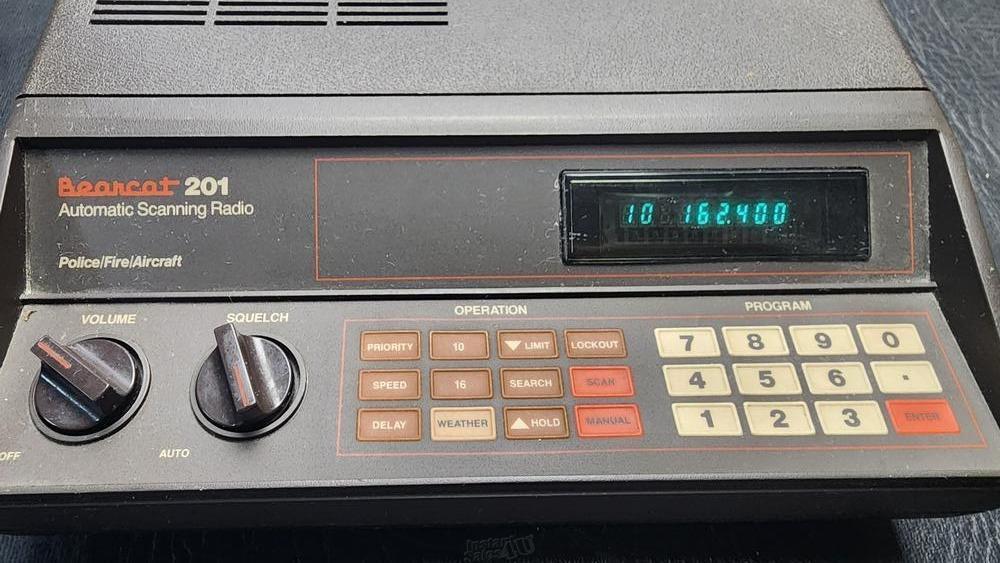 Bearcat 201
Automatic Scanning Radio
Police/Fire/Aircraft
10 162.400
VOLUME
SQUELCH
OFF
AUTO
OPERATION
PRIORITY 10 ▼ LIMIT LOCKOUT
SPEED 16 SEARCH SCAN
DELAY WEATHER ▲ HOLD MANUAL
PROGRAM
7 8 9 0
4 5 6 .
1 2 3 ENTER
Instant
Sales4U